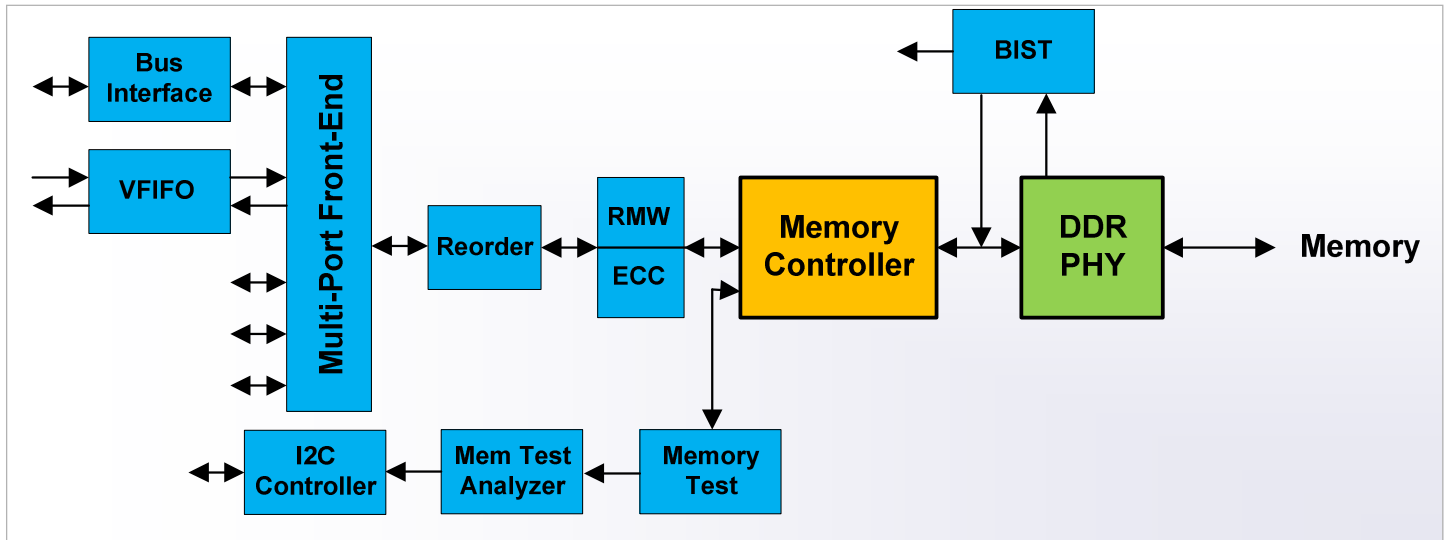 Bus
Interface
VFIFO
Multi-Port Front-End
Reorder
RMW
ECC
Memory
Controller
BIST
DDR
PHY
Memory
I2C
Controller
Mem Test
Analyzer
Memory
Test